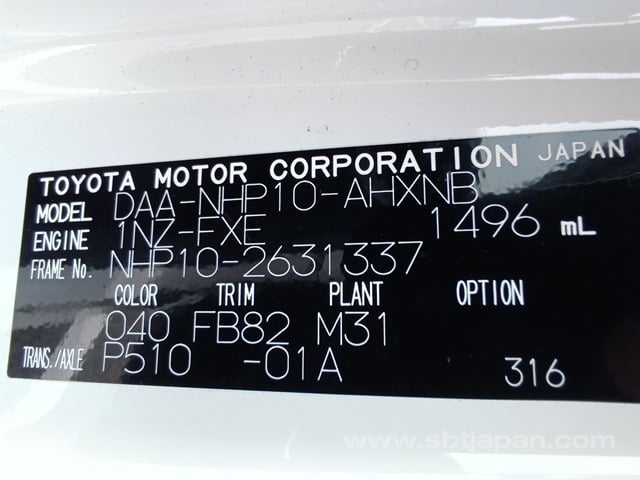 TOYOTA MOTOR CORPORATION JAPAN
MODEL DAA-NHP10-AHXNB
ENGINE 1NZ-FXE 1496 mL
FRAME No. NHP10-2631337
COLOR TRIM PLANT OPTION
040 FB82 M31
TRANS./AXLE P510 -01A 316
www.sbtjapan.com